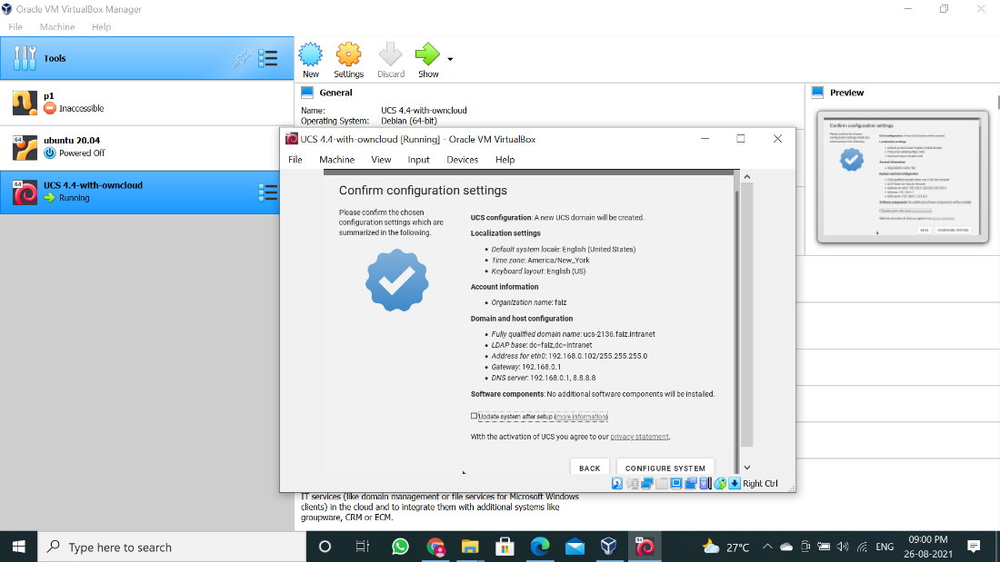 Oracle VM VirtualBox Manager
File Machine Help
Tools
New Settings Discard Show
p1
Inaccessible
64
ubuntu 20.04
Powered Off
64
UCS 4.4-with-owncloud
Running
General
Name: UCS 4.4-with-owncloud
Operating System: Debian (64-bit)
Preview
Confirm configuration settings
UCS 4.4-with-owncloud [Running] - Oracle VM VirtualBox
File Machine View Input Devices Help
Confirm configuration settings
Please confirm the chosen
configuration settings which are
summarized in the following.
UCS configuration: A new UCS domain will be created.
Localization settings
• Default system locale: English (United States)
• Time zone: America/New_York
• Keyboard layout: English (US)
Account information
• Organization name: faiz
Domain and host configuration
• Fully qualified domain name: ucs-2136.faiz.intranet
• LDAP base: dc=faiz,dc=intranet
• Address for eth0: 192.168.0.102/255.255.255.0
• Gateway: 192.168.0.1
• DNS server: 192.168.0.1, 8.8.8.8
Software components: No additional software components will be installed.
Update system after setup (more information)
With the activation of UCS you agree to our privacy statement.
BACK CONFIGURE SYSTEM
Right Ctrl
IT services (like domain management or file services for Microsoft Windows
clients) in the cloud and to integrate them with additional systems like
groupware, CRM or ECM.
Type here to search
27°C
ENG
09:00 PM
26-08-2021